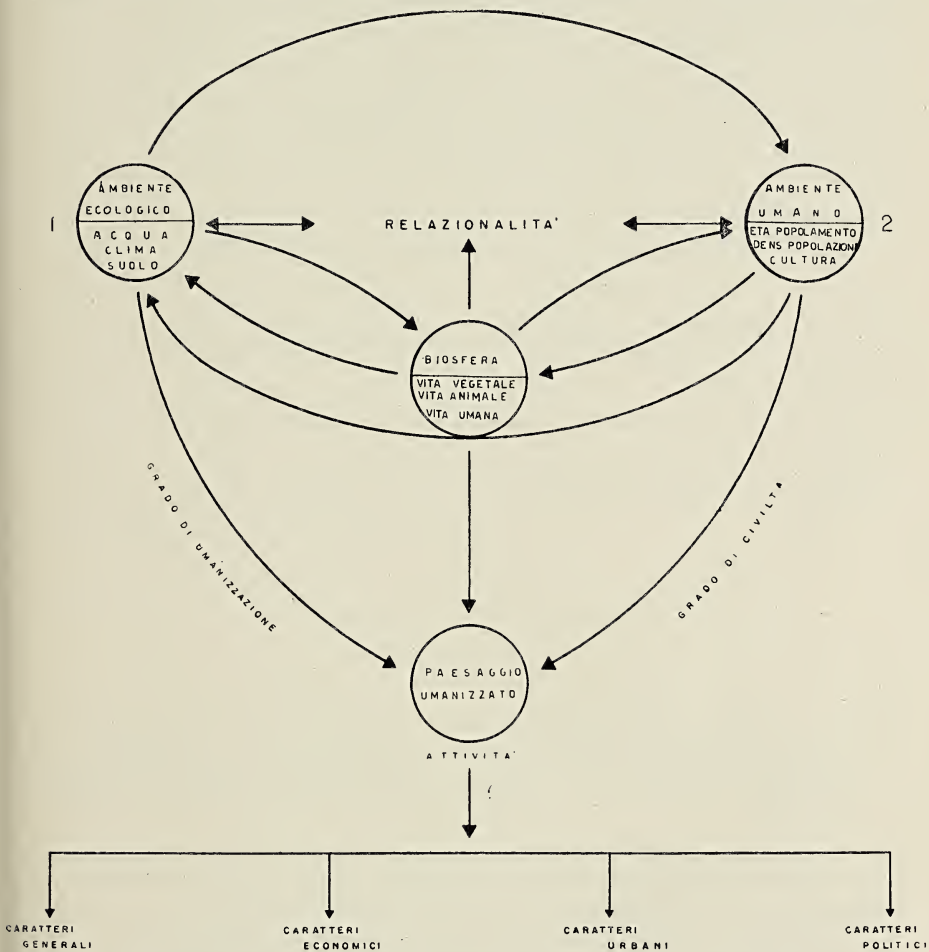 AMBIENTE
ECOLOGICO
ACQUA
CLIMA
SUOLO
1
RELAZIONALITA'
AMBIENTE
UMANO
ETA POPOLAMENTO
DENS POPOLAZIONI
CULTURA
2
BIOSFERA
VITA VEGETALE
VITA ANIMALE
VITA UMANA
GRADO DI UMANIZZAZIONE
GRADO DI CIVILTA
PAESAGGIO
UMANIZZATO
ATTIVITA'
CARATTERI
GENERALI
CARATTERI
ECONOMICI
CARATTERI
URBANI
CARATTERI
POLITICI